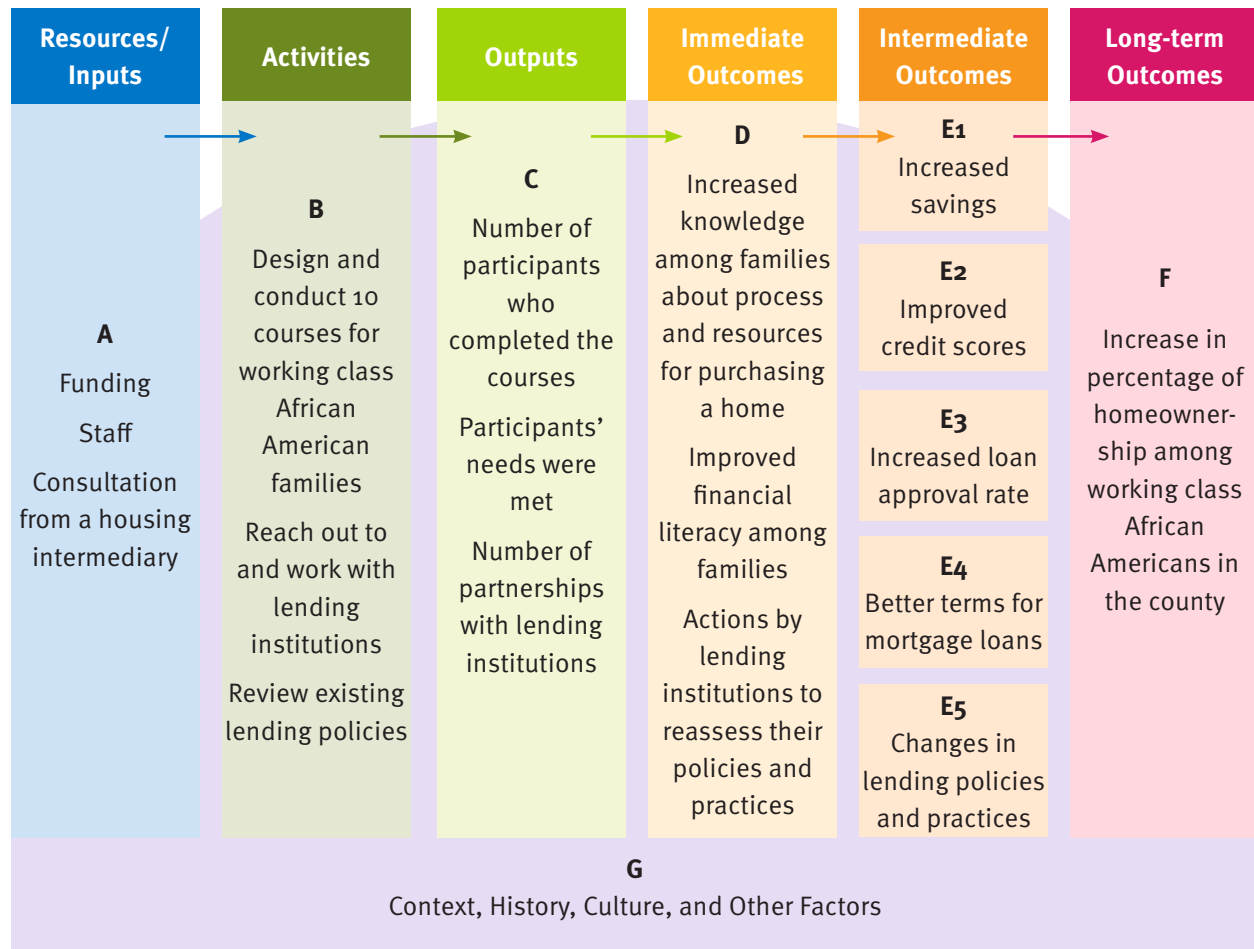 Resources/
Inputs
Activities
Outputs
Immediate
Outcomes
Intermediate
Outcomes
Long-term
Outcomes
A
Funding
Staff
Consultation
from a housing
intermediary
B
Design and
conduct 10
courses for
working class
African
American
families
Reach out to
and work with
lending
institutions
Review existing
lending policies
C
Number of
participants
who
completed the
courses
Participants’
needs were
met
Number of
partnerships
with lending
institutions
D
Increased
knowledge
among families
about process
and resources
for purchasing
a home
Improved
financial
literacy among
families
Actions by
lending
institutions to
reassess their
policies and
practices
E1
Increased
savings
E2
Improved
credit scores
E3
Increased loan
approval rate
E4
Better terms for
mortgage loans
E5
Changes in
lending policies
and practices
F
Increase in
percentage of
homeowner-
ship among
working class
African
Americans in
the county
G
Context, History, Culture, and Other Factors